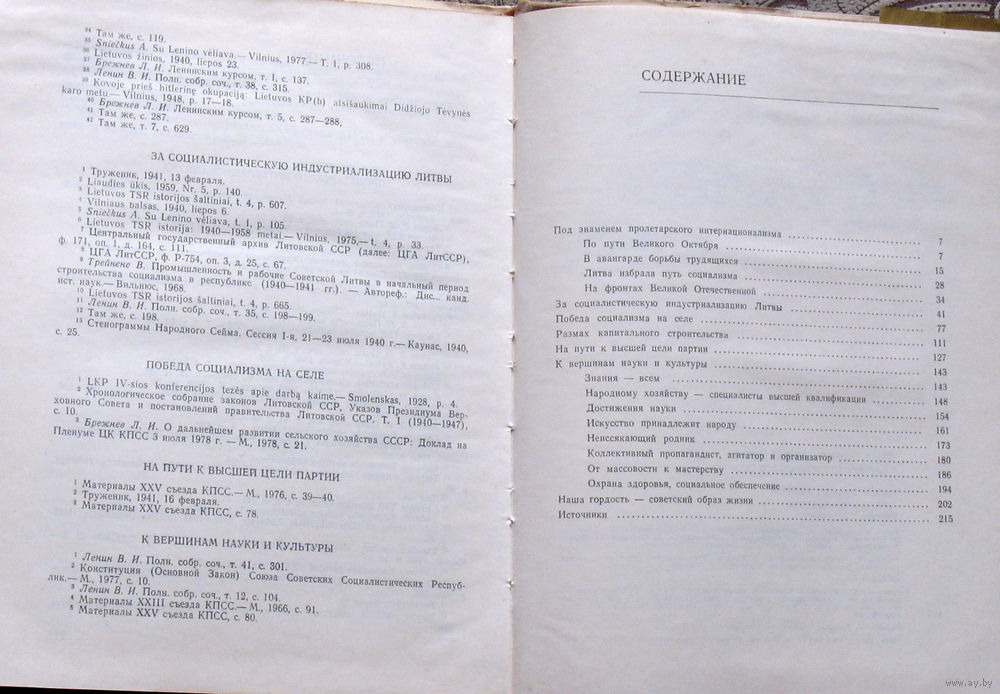 ³⁴ Там же, с. 119.
³⁵ Sniečkus A. Su Lenino vėliava.— Vilnius, 1977.— T. 1, p. 308.
³⁶ Lietuvos žinios, 1940, liepos 23.
³⁷ Брежнев Л. И. Ленинским курсом, т. 1, с. 137.
³⁸ Ленин В. И. Полн. собр. соч., т. 38, с. 315.
³⁹ Kovoje prieš hitlerinę okupaciją: Lietuvos KP(b) atsišaukimai Didžiojo Tėvynės
karo metu.— Vilnius, 1948, p. 17—18.
⁴⁰ Брежнев Л. И. Ленинским курсом, т. 5, с. 287—288.
⁴¹ Там же, с. 287.
⁴² Там же, т. 7, с. 629.
ЗА СОЦИАЛИСТИЧЕСКУЮ ИНДУСТРИАЛИЗАЦИЮ ЛИТВЫ
¹ Труженик, 1941, 13 февраля.
² Liaudies ūkis, 1959, Nr. 5, p. 140.
³ Lietuvos TSR istorijos šaltiniai, t. 4, p. 607.
⁴ Vilniaus balsas, 1940, liepos 6.
⁵ Sniečkus A. Su Lenino vėliava, t. 1, p. 105.
⁶ Lietuvos TSR istorija: 1940—1958 metai.— Vilnius, 1975,— t. 4, p. 33.
⁷ Центральный государственный архив Литовской ССР (далее: ЦГА ЛитССР),
ф. 171, оп. 1, д. 164, с. 111.
⁸ ЦГА ЛитССР, ф. Р-754, оп. 3, д. 25, с. 67.
⁹ Трейнене В. Промышленность и рабочие Советской Литвы в начальный период
строительства социализма в республике (1940—1941 гг.). — Автореф.: Дис... канд.
ист. наук.— Вильнюс, 1968.
¹⁰ Lietuvos TSR istorijos šaltiniai, t. 4, p. 665.
¹¹ Ленин В. И. Полн. собр. соч., т. 35, с. 198—199.
¹² Там же, с. 198.
¹³ Стенограммы Народного Сейма. Сессия I-я, 21—23 июля 1940 г.— Каунас, 1940,
с. 25.
ПОБЕДА СОЦИАЛИЗМА НА СЕЛЕ
¹ LKP IV-sios konferencijos tezės apie darbą kaime.— Smolenskas, 1928, p. 4.
² Хронологическое собрание законов Литовской ССР, Указов Президиума Вер-
ховного Совета и постановлений правительства Литовской ССР. Т. I (1940—1947),
с. 10.
³ Брежнев Л. И. О дальнейшем развитии сельского хозяйства СССР: Доклад на
Пленуме ЦК КПСС 3 июля 1978 г. — М., 1978, с. 21.
НА ПУТИ К ВЫСШЕЙ ЦЕЛИ ПАРТИИ
¹ Материалы XXV съезда КПСС.— М., 1976, с. 39—40.
² Труженик, 1941, 16 февраля.
³ Материалы XXV съезда КПСС, с. 78.
К ВЕРШИНАМ НАУКИ И КУЛЬТУРЫ
¹ Ленин В. И. Полн. собр. соч., т. 41, с. 301.
² Конституция (Основной Закон) Союза Советских Социалистических Респуб-
лик.— М., 1977, с. 10.
³ Ленин В. И. Полн. собр. соч., т. 12, с. 104.
⁴ Материалы XXIII съезда КПСС.— М., 1966, с. 91.
⁵ Материалы XXV съезда КПСС, с. 80.
СОДЕРЖАНИЕ
Под знаменем пролетарского интернационализма 7
По пути Великого Октября 7
В авангарде борьбы трудящихся 15
Литва избрала путь социализма 28
На фронтах Великой Отечественной 34
За социалистическую индустриализацию Литвы 41
Победа социализма на селе 77
Размах капитального строительства 111
На пути к высшей цели партии 127
К вершинам науки и культуры 143
Знания — всем 143
Народному хозяйству — специалисты высшей квалификации 148
Достижения науки 154
Искусство принадлежит народу 161
Неиссякающий родник 173
Коллективный пропагандист, агитатор и организатор 180
От массовости к мастерству 186
Охрана здоровья, социальное обеспечение 194
Наша гордость — советский образ жизни 202
Источники 215
www.ay.by